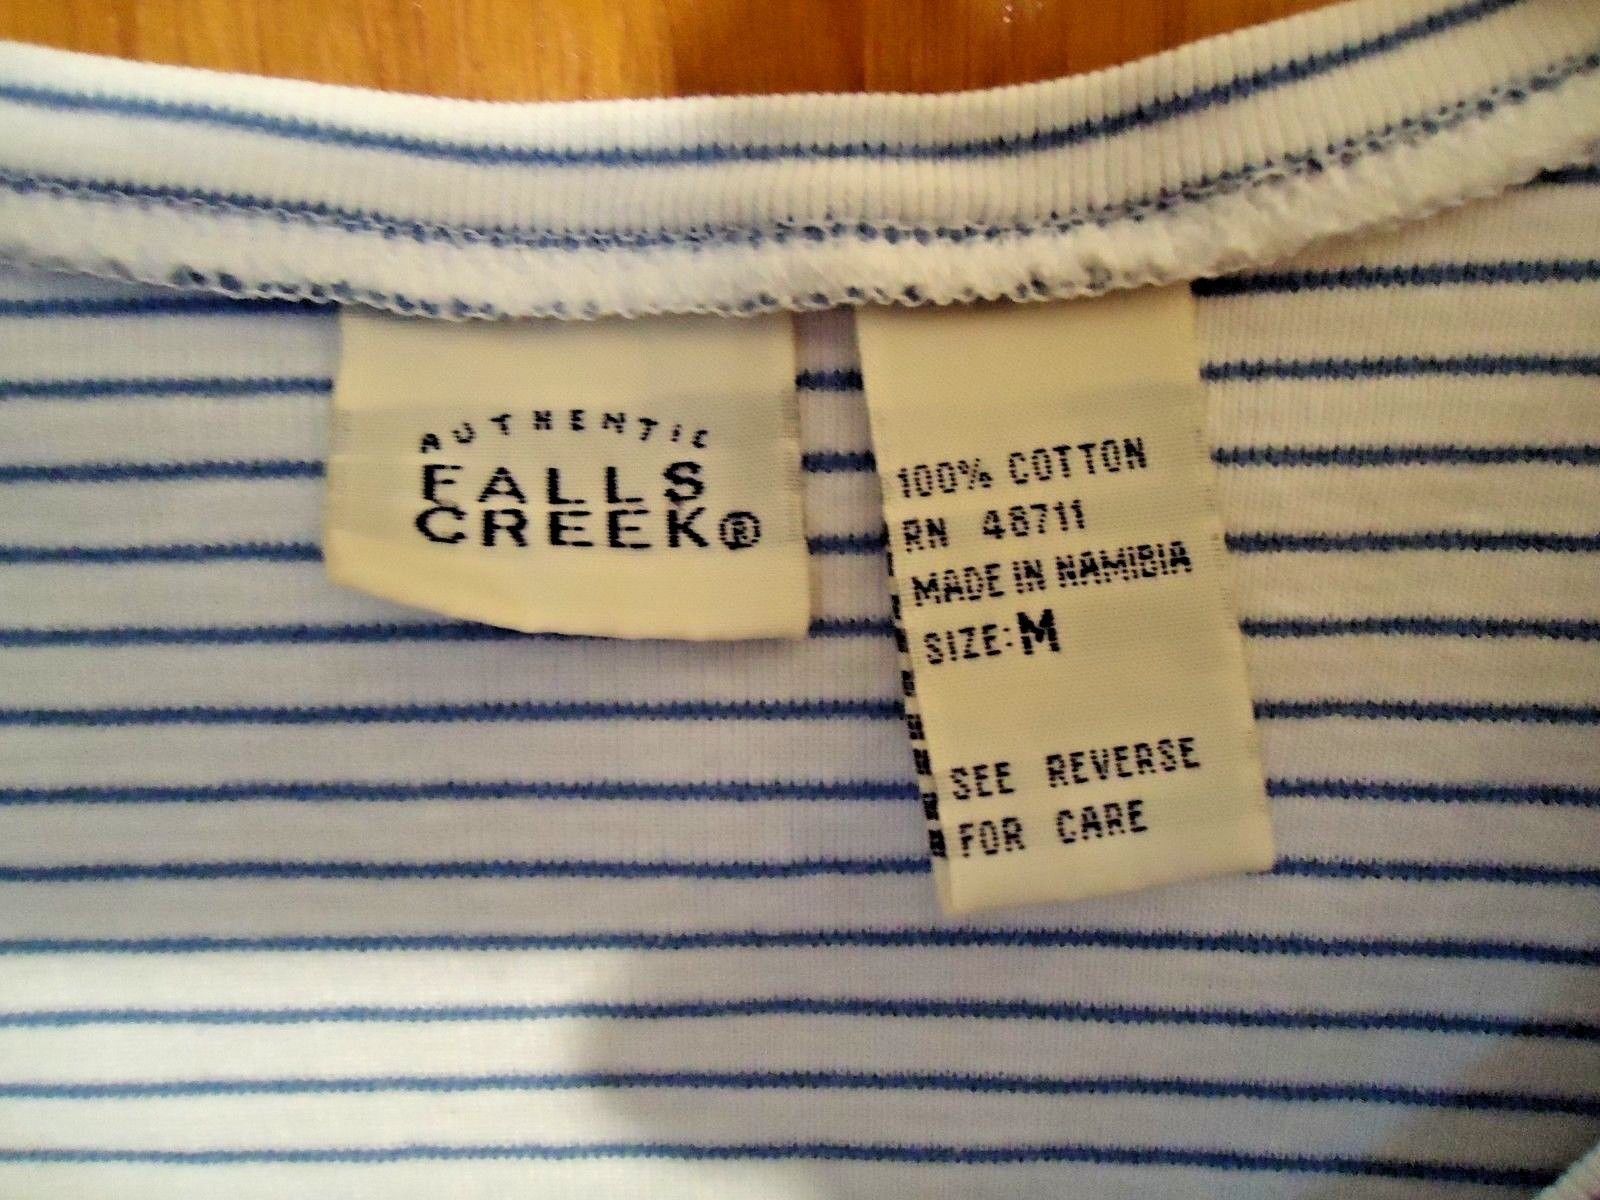 AUTHENTIC
FALLS
CREEK®
100% COTTON
RN 48711
MADE IN NAMIBIA
SIZE: M
SEE REVERSE
FOR CARE